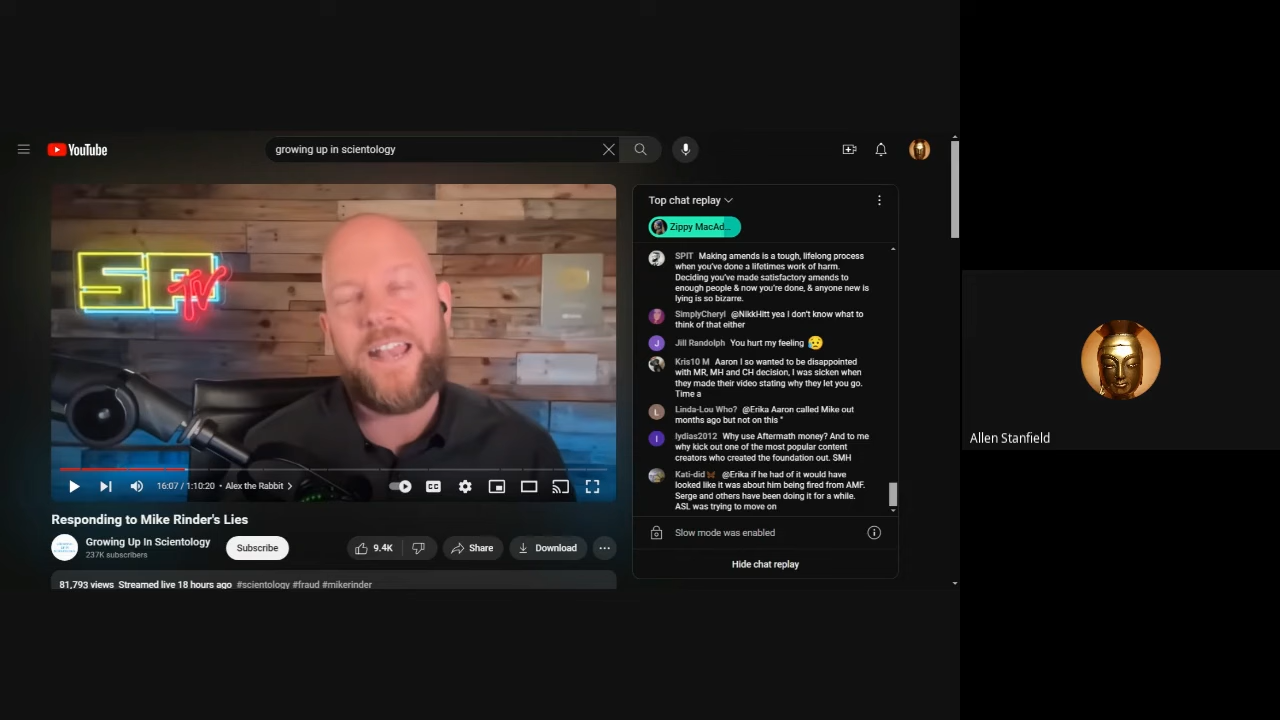 YouTube
growing up in scientology
SPTV
Top chat replay
Zippy MacAd...
SPIT Making amends is a tough, lifelong process
when you've done a lifetimes work of harm.
Deciding you've made satisfactory amends to
enough people & now you're done, & anyone new is
lying is so bizarre.
SimplyCheryl @NikkHitt yea i don't know what to
think of that either
Jill Randolph You hurt my feeling 😥
Kris10 M Aaron I so wanted to be disappointed
with MR, MH and CH decision, I was sicken when
they made their video stating why they let you go.
Time a
Linda-Lou Who? @Erika Aaron called Mike out
months ago but not on this "
lydias2012 Why use Aftermath money? And to me
why kick out one of the most popular content
creators who created the foundation out. SMH
Kati-did🦋 @Erika if he had of it would have
looked like it was about him being fired from AMF.
Serge and others have been doing it for a while.
ASL was trying to move on
Slow mode was enabled
Hide chat replay
16:07 / 1:10:20 • Alex the Rabbit >
CC
Responding to Mike Rinder's Lies
Growing Up In Scientology
237K subscribers
Subscribe
9.4K
Share
Download
81,793 views Streamed live 18 hours ago #scientology #fraud #mikerinder
Allen Stanfield